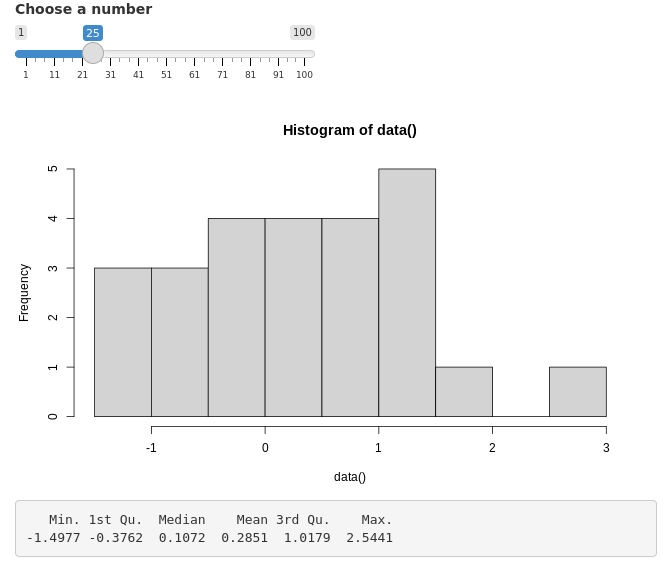 Choose a number
1 25 100
1 11 21 31 41 51 61 71 81 91 100
Histogram of data()
5
4
3
2
1
0
Frequency
-1 0 1 2 3
data()
Min. 1st Qu. Median Mean 3rd Qu. Max.
-1.4977 -0.3762 0.1072 0.2851 1.0179 2.5441